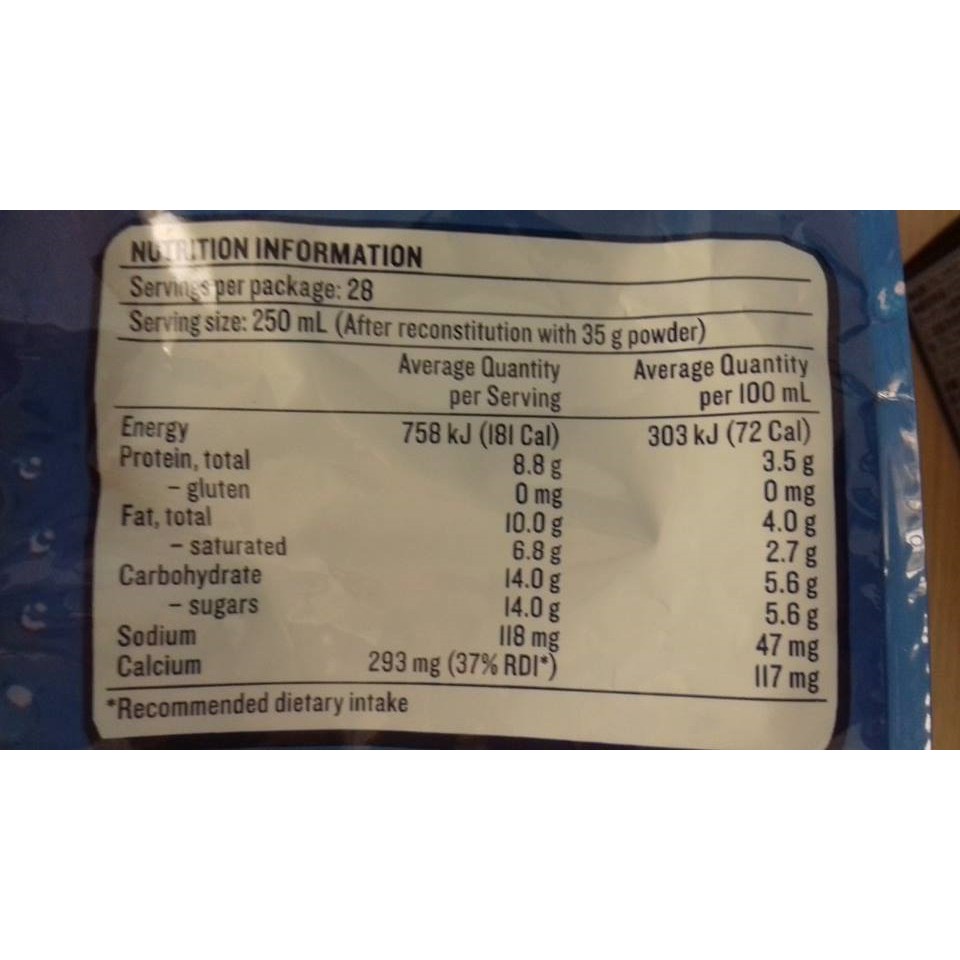 NUTRITION INFORMATION
Servings per package: 28
Serving size: 250 mL (After reconstitution with 35 g powder)
Average Quantity per Serving Average Quantity per 100 mL
Energy 758 kJ (181 Cal) 303 kJ (72 Cal)
Protein, total 8.8 g 3.5 g
– gluten 0 mg 0 mg
Fat, total 10.0 g 4.0 g
– saturated 6.8 g 2.7 g
Carbohydrate 14.0 g 5.6 g
– sugars 14.0 g 5.6 g
Sodium 118 mg 47 mg
Calcium 293 mg (37% RDI*) 117 mg
*Recommended dietary intake